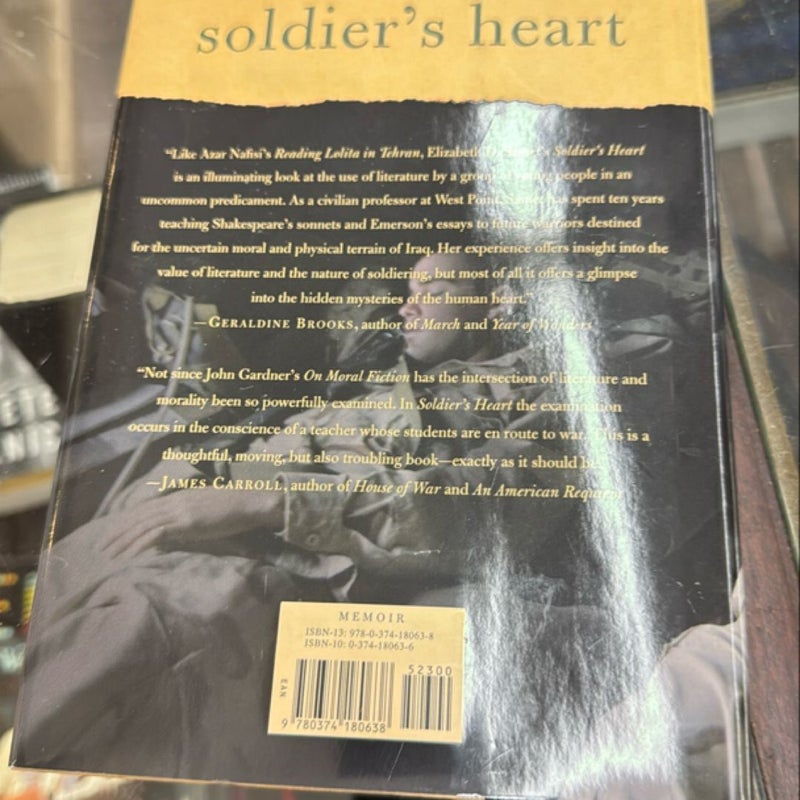 soldier's heart
“Like Azar Nafisi's Reading Lolita in Tehran, Elizabeth Soldier's Heart
is an illuminating look at the use of literature by a group of young people in an
uncommon predicament. As a civilian professor at West Point, has spent ten years
teaching Shakespeare's sonnets and Emerson's essays to future warriors destined
for the uncertain moral and physical terrain of Iraq. Her experience offers insight into the
value of literature and the nature of soldiering, but most of all it offers a glimpse
into the hidden mysteries of the human heart.”
—GERALDINE BROOKS, author of March and Year of Wonders
“Not since John Gardner's On Moral Fiction has the intersection of literature and
morality been so powerfully examined. In Soldier's Heart the examination
occurs in the conscience of a teacher whose students are en route to war. This is a
thoughtful, moving, but also troubling book—exactly as it should be.
—JAMES CARROLL, author of House of War and An American Requiem
MEMOIR
ISBN-13: 978-0-374-18063-8
ISBN-10: 0-374-18063-6
52300
EAN
9 780374 180638